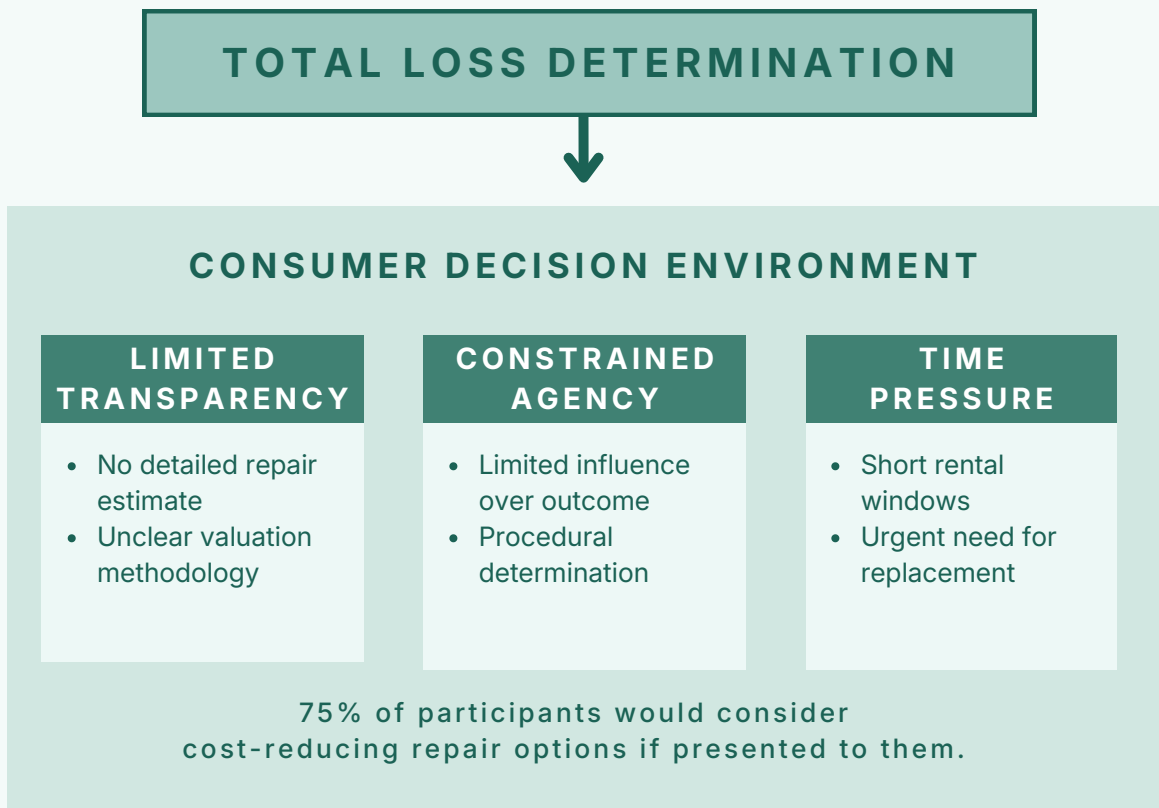 TOTAL LOSS DETERMINATION
CONSUMER DECISION ENVIRONMENT
LIMITED
TRANSPARENCY
• No detailed repair
estimate
• Unclear valuation
methodology
CONSTRAINED
AGENCY
• Limited influence
over outcome
• Procedural
determination
TIME
PRESSURE
• Short rental
windows
• Urgent need for
replacement
75% of participants would consider
cost-reducing repair options if presented to them.